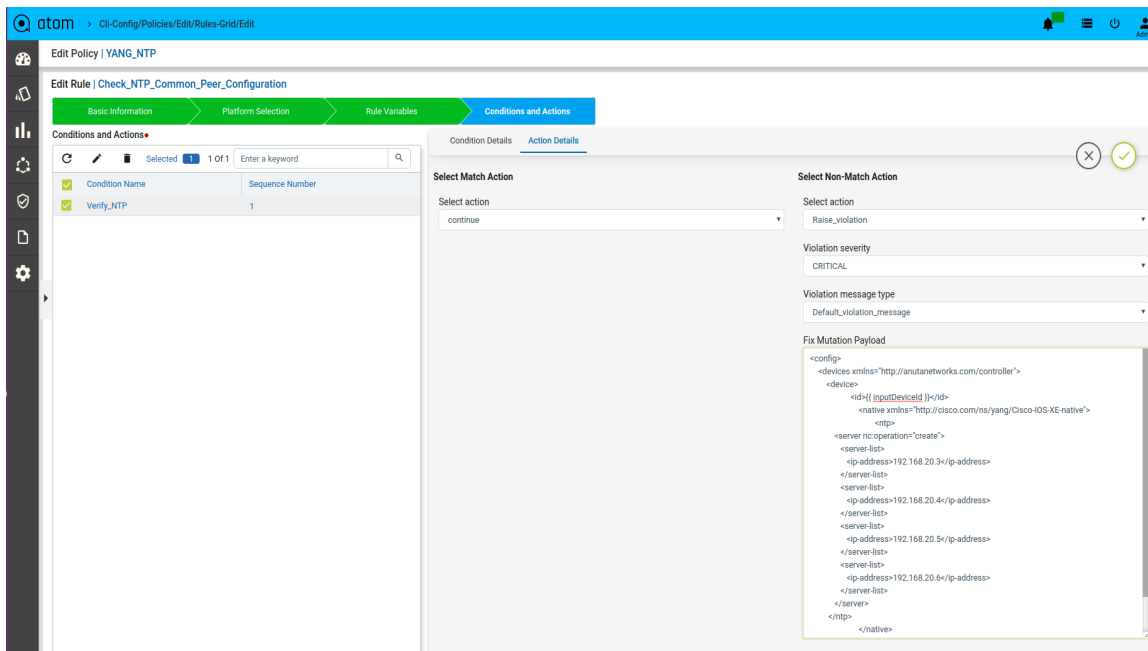 atom > Cli-Config/Policies/Edit/Rules-Grid/Edit
Edit Policy | YANG_NTP
Edit Rule | Check_NTP_Common_Peer_Configuration
Basic Information
Platform Selection
Rule Variables
Conditions and Actions
Conditions and Actions
Selected 1 1 Of 1 Enter a keyword
Condition Name Sequence Number
Verify_NTP 1
Condition Details Action Details
Select Match Action
Select action
continue
Select Non-Match Action
Select action
Raise_violation
Violation severity
CRITICAL
Violation message type
Default_violation_message
Fix Mutation Payload
<config>
<devices xmlns="http://anutanetworks.com/controller">
<device>
<id>{{ inputDeviceId }}</id>
<native xmlns="http://cisco.com/ns/yang/Cisco-IOS-XE-native">
<ntp>
<server nc:operation="create">
<server-list>
<ip-address>192.168.20.3</ip-address>
</server-list>
<server-list>
<ip-address>192.168.20.4</ip-address>
</server-list>
<server-list>
<ip-address>192.168.20.5</ip-address>
</server-list>
<server-list>
<ip-address>192.168.20.6</ip-address>
</server-list>
</server>
</ntp>
</native>